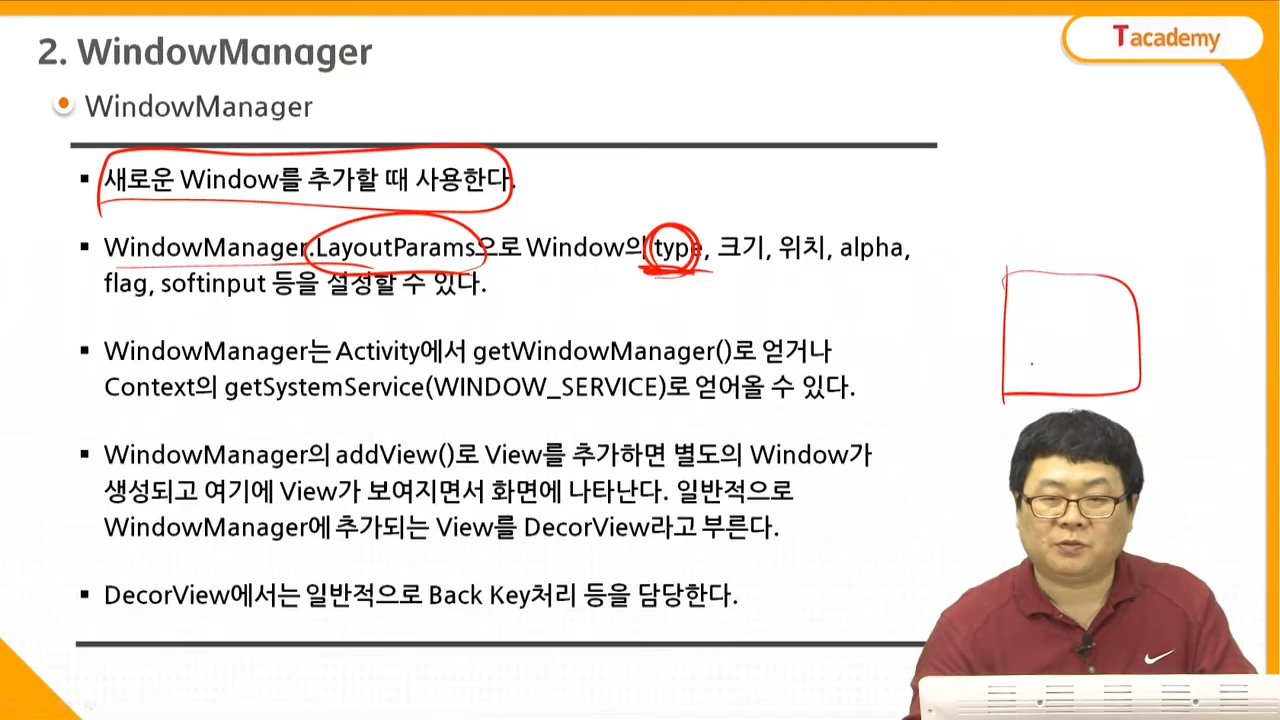 2. WindowManager
Tacademy
WindowManager
▪ 새로운 Window를 추가할 때 사용한다.
▪ WindowManager.LayoutParams으로 Window의 type, 크기, 위치, alpha,
flag, softinput 등을 설정할 수 있다.
▪ WindowManager는 Activity에서 getWindowManager()로 얻거나
Context의 getSystemService(WINDOW_SERVICE)로 얻어올 수 있다.
▪ WindowManager의 addView()로 View를 추가하면 별도의 Window가
생성되고 여기에 View가 보여지면서 화면에 나타난다. 일반적으로
WindowManager에 추가되는 View를 DecorView라고 부른다.
▪ DecorView에서는 일반적으로 Back Key처리 등을 담당한다.